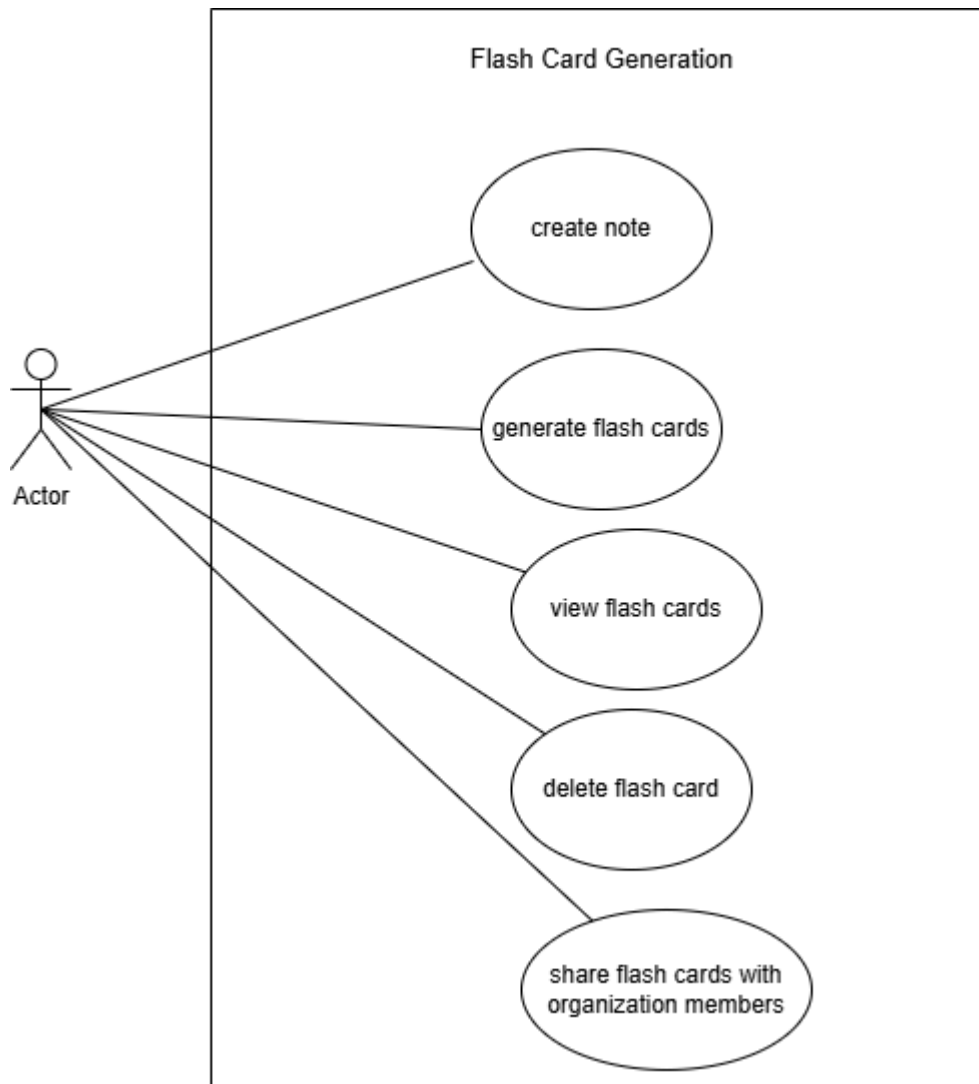 Flash Card Generation
create note
generate flash cards
Actor
view flash cards
delete flash card
share flash cards with
organization members